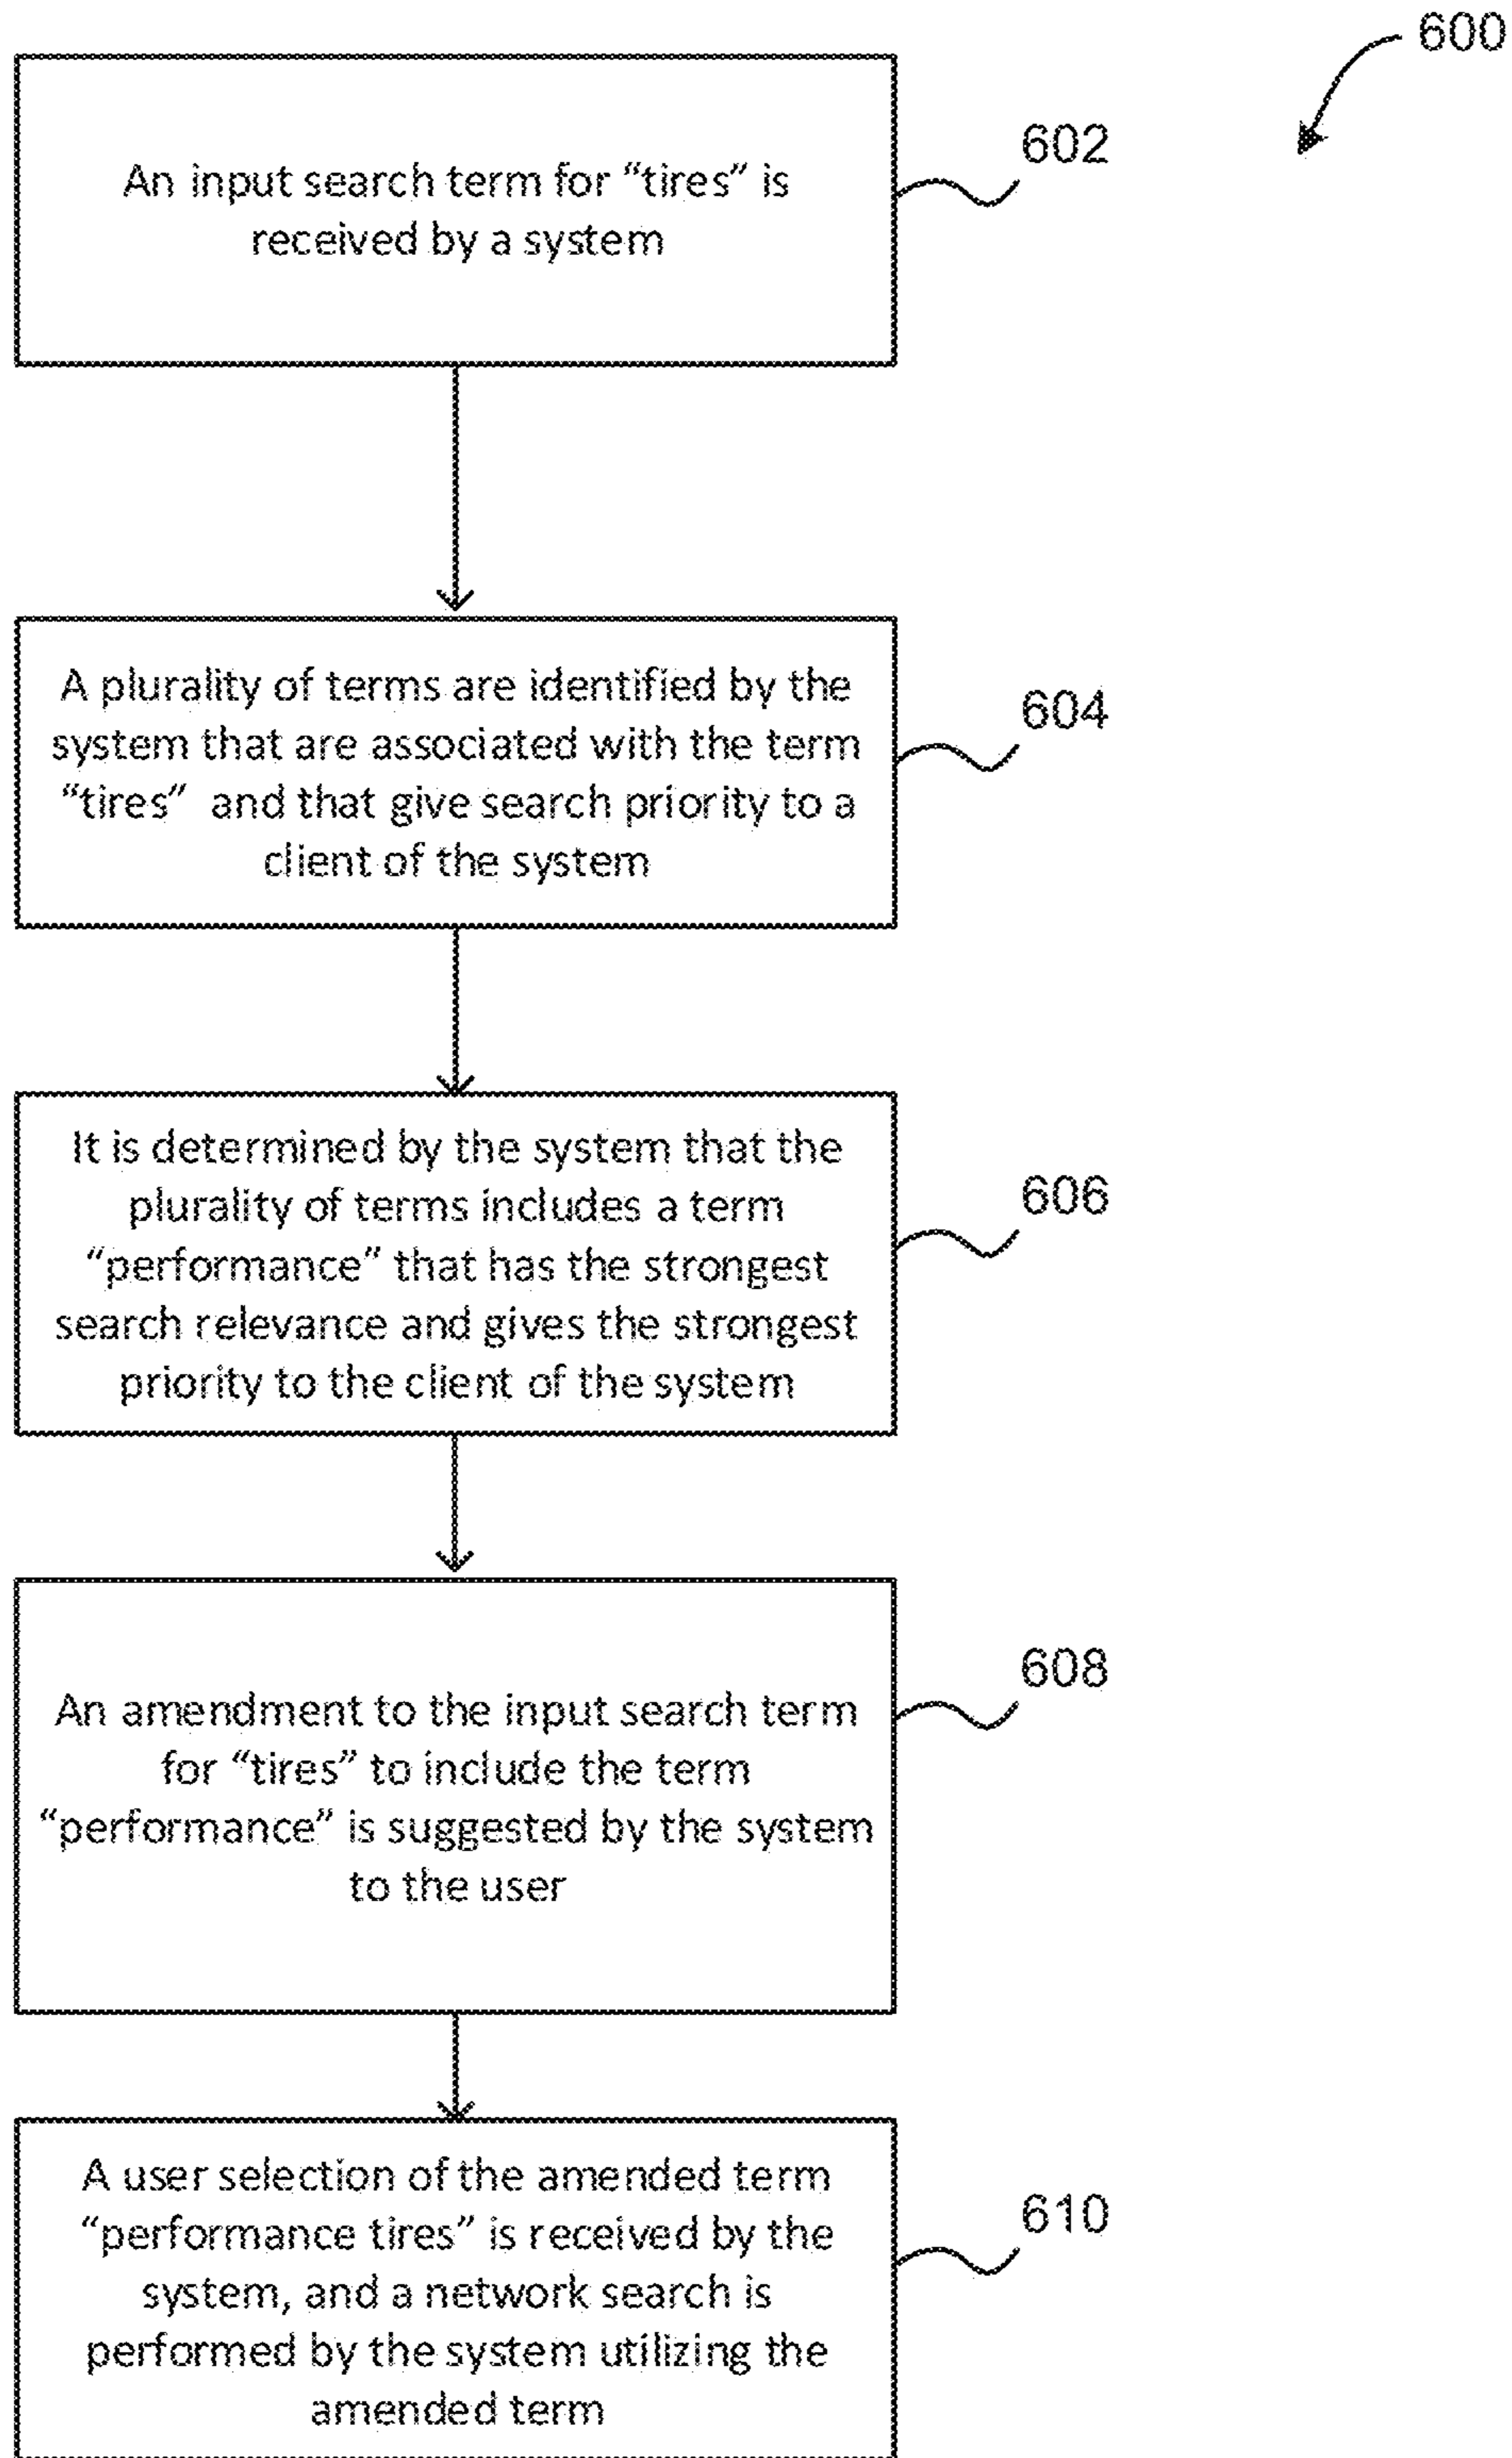 600
An input search term for “tires” is
received by a system
602
A plurality of terms are identified by the
system that are associated with the term
“tires” and that give search priority to a
client of the system
604
It is determined by the system that the
plurality of terms includes a term
“performance” that has the strongest
search relevance and gives the strongest
priority to the client of the system
606
An amendment to the input search term
for “tires” to include the term
“performance” is suggested by the system
to the user
608
A user selection of the amended term
“performance tires” is received by the
system, and a network search is
performed by the system utilizing the
amended term
610